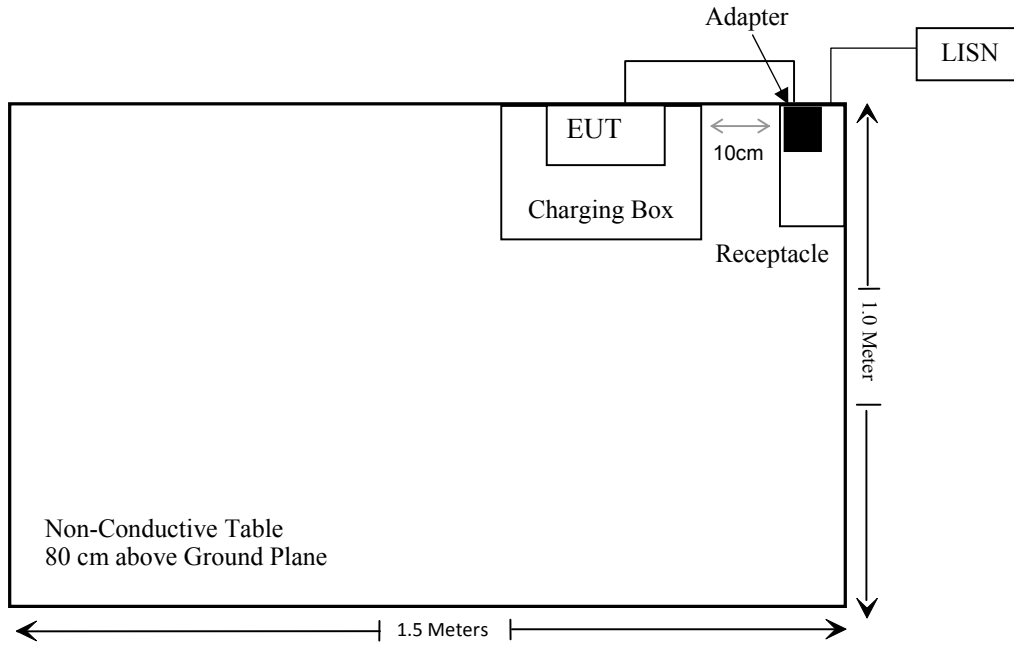 Adapter
LISN
EUT
10cm
Charging Box
Receptacle
1.0 Meter
Non-Conductive Table
80 cm above Ground Plane
1.5 Meters